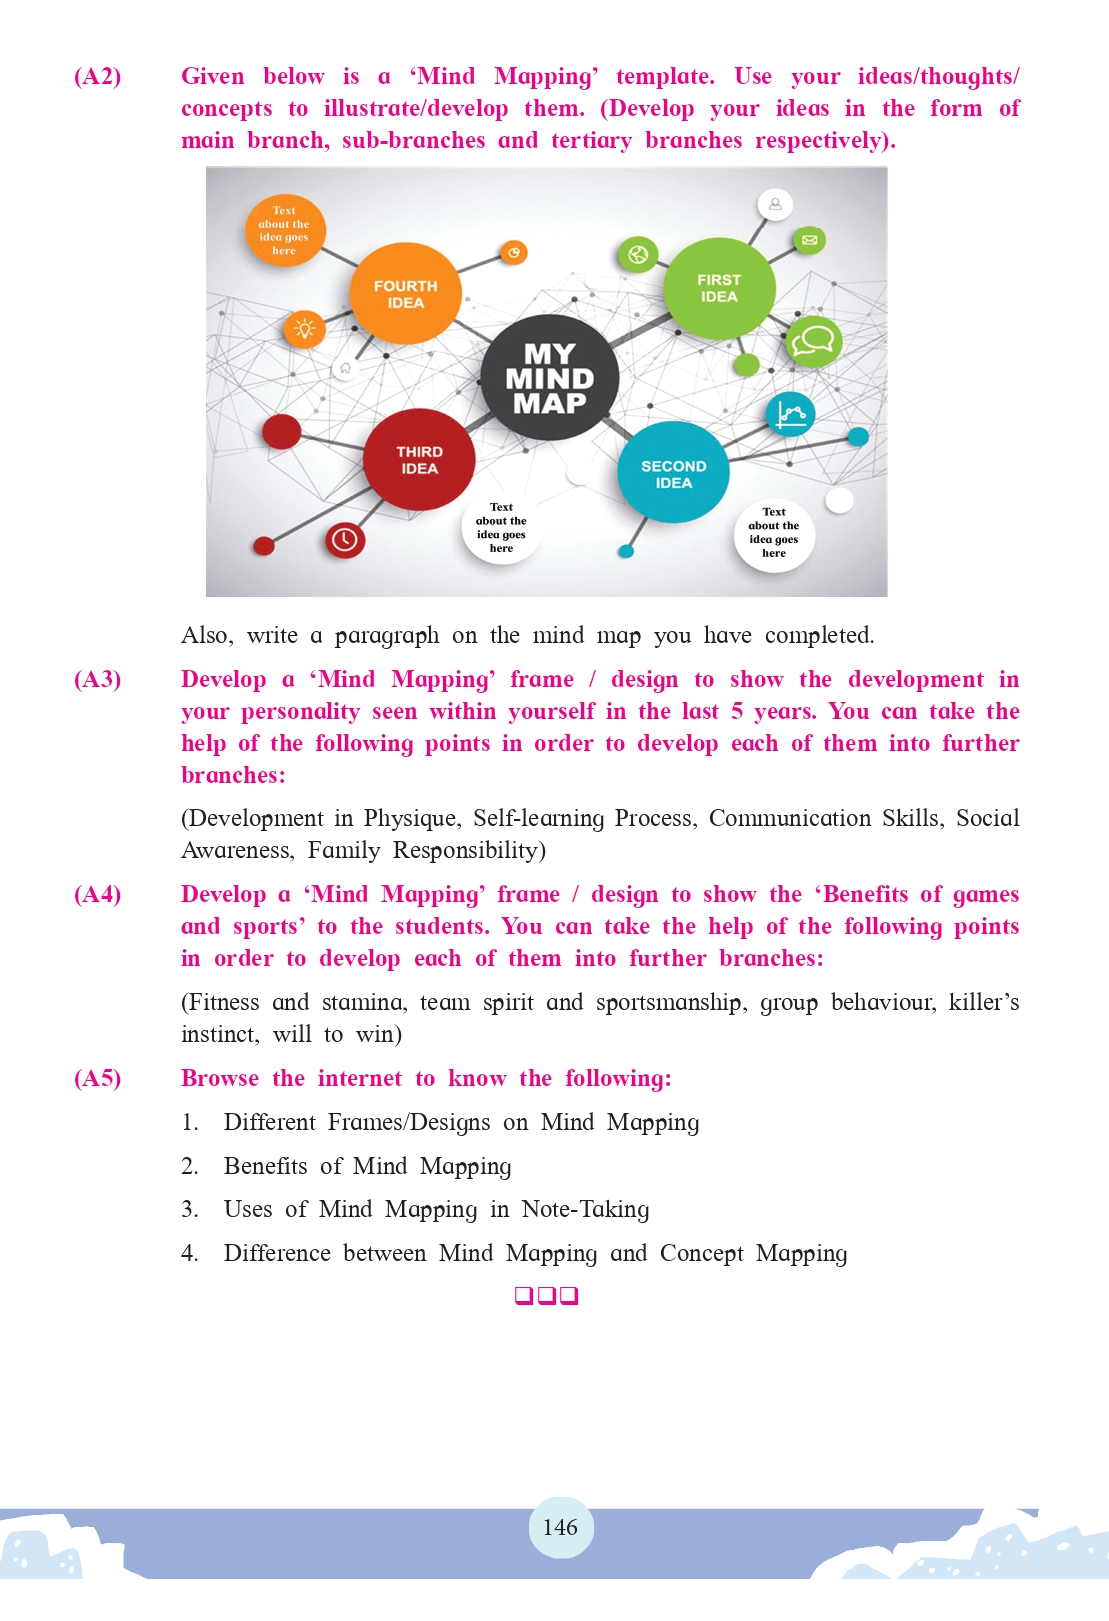 (A2) Given below is a ‘Mind Mapping’ template. Use your ideas/thoughts/
concepts to illustrate/develop them. (Develop your ideas in the form of
main branch, sub-branches and tertiary branches respectively).
Text
about the
idea goes
here
FOURTH
IDEA
FIRST
IDEA
MY
MIND
MAP
THIRD
IDEA
SECOND
IDEA
Text
about the
idea goes
here
Text
about the
idea goes
here
Also, write a paragraph on the mind map you have completed.
(A3) Develop a ‘Mind Mapping’ frame / design to show the development in
your personality seen within yourself in the last 5 years. You can take the
help of the following points in order to develop each of them into further
branches:
(Development in Physique, Self-learning Process, Communication Skills, Social
Awareness, Family Responsibility)
(A4) Develop a ‘Mind Mapping’ frame / design to show the ‘Benefits of games
and sports’ to the students. You can take the help of the following points
in order to develop each of them into further branches:
(Fitness and stamina, team spirit and sportsmanship, group behaviour, killer’s
instinct, will to win)
(A5) Browse the internet to know the following:
1. Different Frames/Designs on Mind Mapping
2. Benefits of Mind Mapping
3. Uses of Mind Mapping in Note-Taking
4. Difference between Mind Mapping and Concept Mapping
146